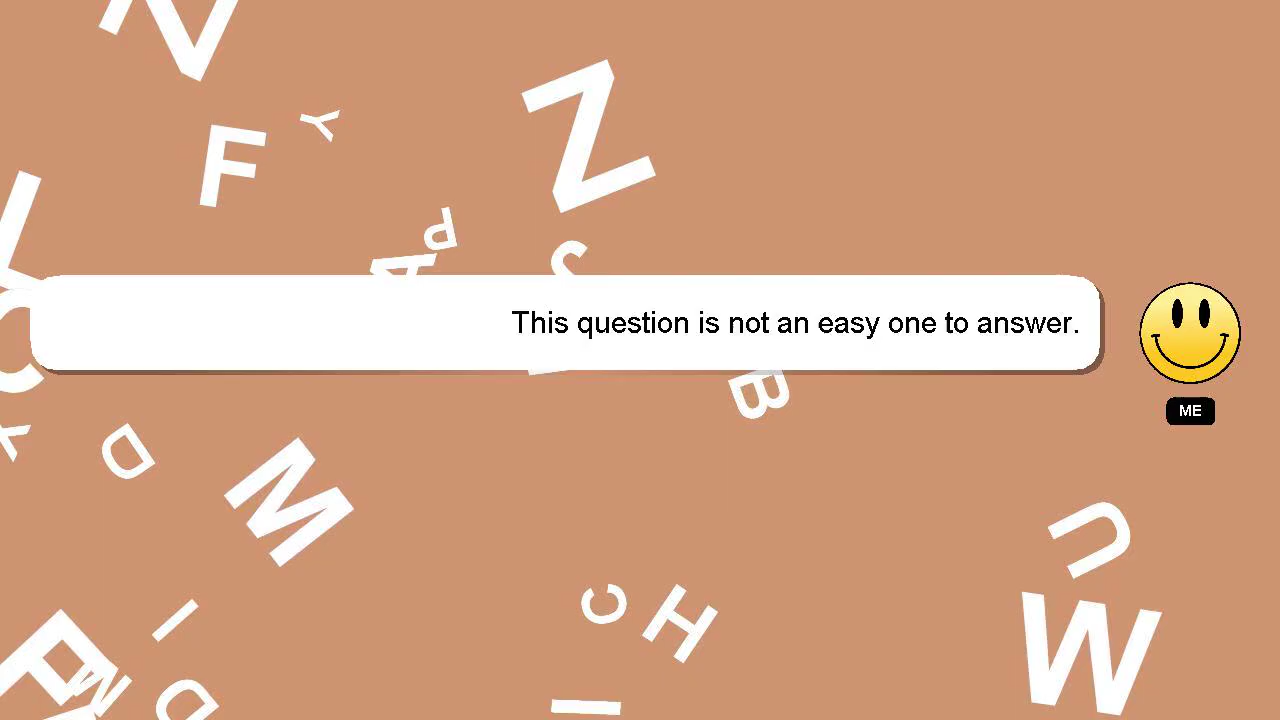 This question is not an easy one to answer.
ME
N
F
Y
Z
P
A
J
L
C
Y
D
M
B
U
C
H
W
I
P
M
D
I